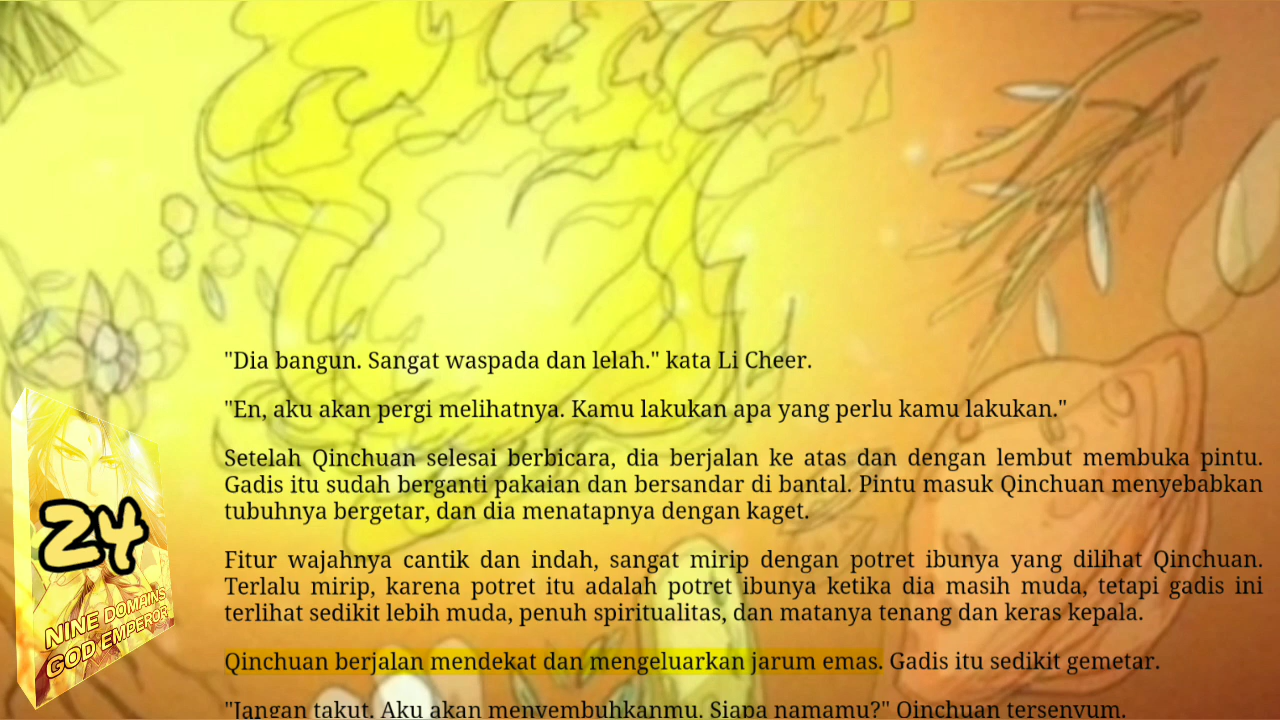 "Dia bangun. Sangat waspada dan lelah." kata Li Cheer.
"En, aku akan pergi melihatnya. Kamu lakukan apa yang perlu kamu lakukan."
Setelah Qinchuan selesai berbicara, dia berjalan ke atas dan dengan lembut membuka pintu.
Gadis itu sudah berganti pakaian dan bersandar di bantal. Pintu masuk Qinchuan menyebabkan
tubuhnya bergetar, dan dia menatapnya dengan kaget.
Fitur wajahnya cantik dan indah, sangat mirip dengan potret ibunya yang dilihat Qinchuan.
Terlalu mirip, karena potret itu adalah potret ibunya ketika dia masih muda, tetapi gadis ini
terlihat sedikit lebih muda, penuh spiritualitas, dan matanya tenang dan keras kepala.
Qinchuan berjalan mendekat dan mengeluarkan jarum emas. Gadis itu sedikit gemetar.
"Jangan takut. Aku akan menyembuhkanmu. Siapa namamu?" Qinchuan tersenyum.
24
NINE DOMAINS
GOD EMPEROR